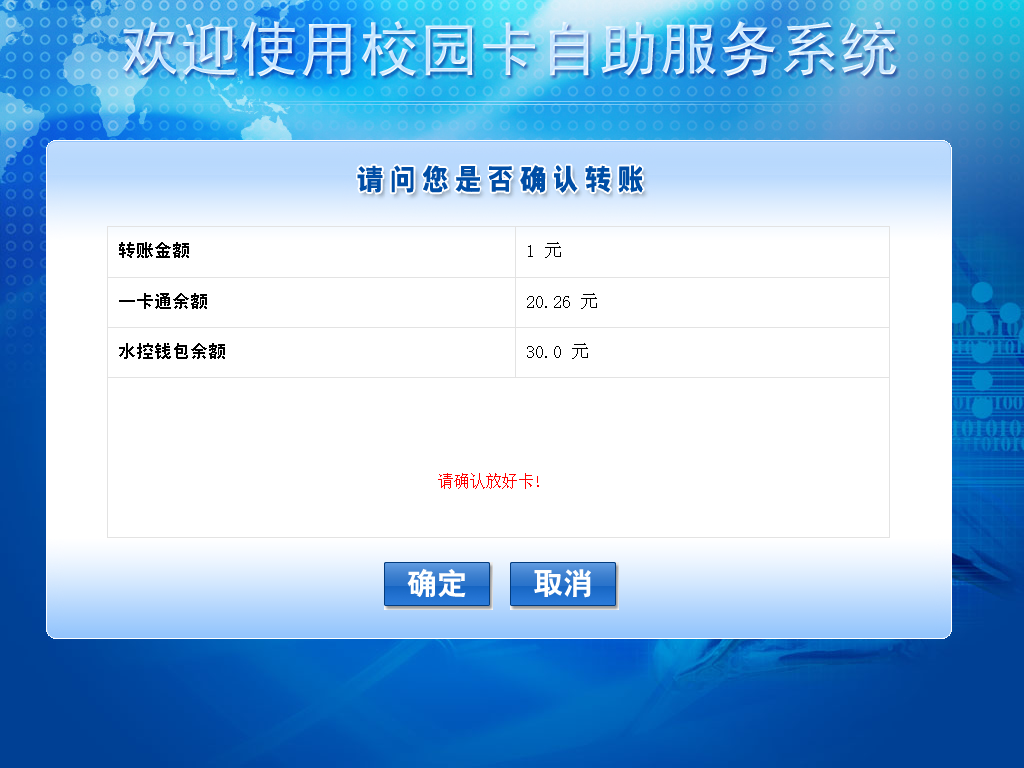 欢迎使用校园卡自助服务系统
请问您是否确认转账
转账金额 1 元
一卡通余额 20.26 元
水控钱包余额 30.0 元
请确认放好卡!
确定 取消